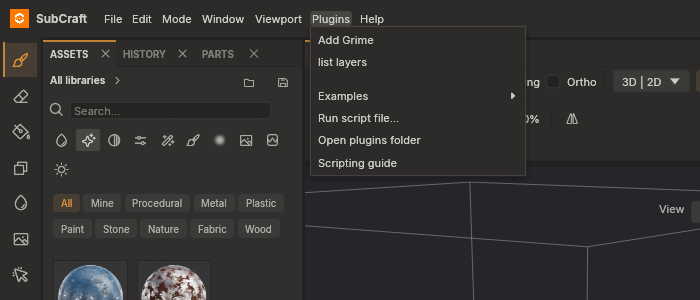 SubCraft File Edit Mode Window Viewport Plugins Help
ASSETS HISTORY PARTS
All libraries
Search...
All Mine Procedural Metal Plastic
Paint Stone Nature Fabric Wood
Add Grime
list layers
Examples
Run script file...
Open plugins folder
Scripting guide
ng Ortho 3D | 2D
0%
View